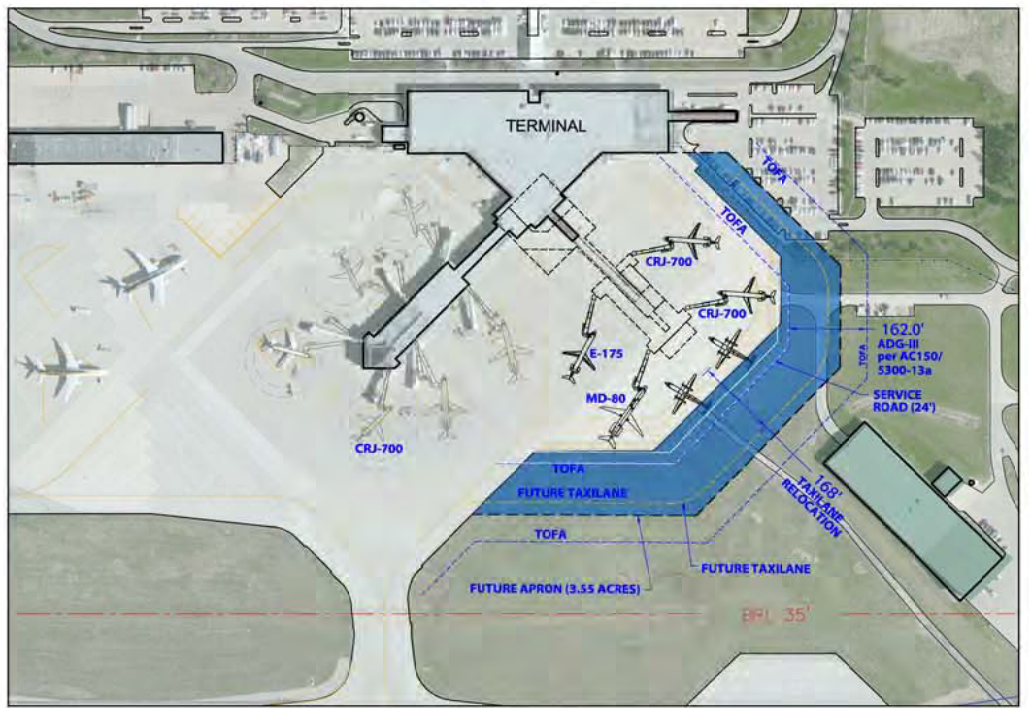 TERMINAL
TOFA
TOFA
CRJ-700
CRJ-700
162.0'
ADG-III
per AC150/
5300-13a
TOFA
E-175
SERVICE
ROAD (24')
MD-80
CRJ-700
TOFA
168'
TAXILANE
RELOCATION
FUTURE TAXILANE
TOFA
FUTURE TAXILANE
FUTURE APRON (3.55 ACRES)
BRL 35'